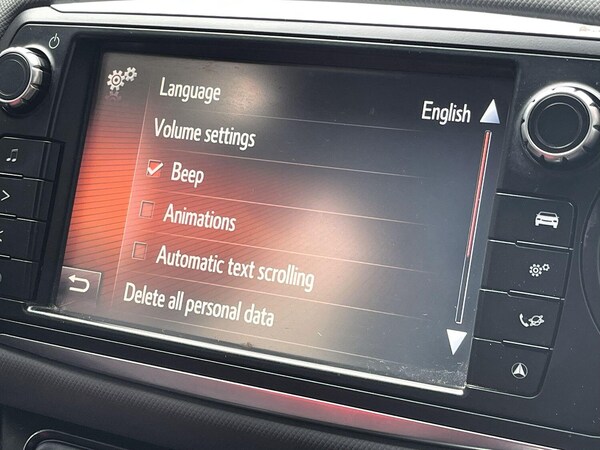 Language
English
Volume settings
Beep
Animations
Automatic text scrolling
Delete all personal data